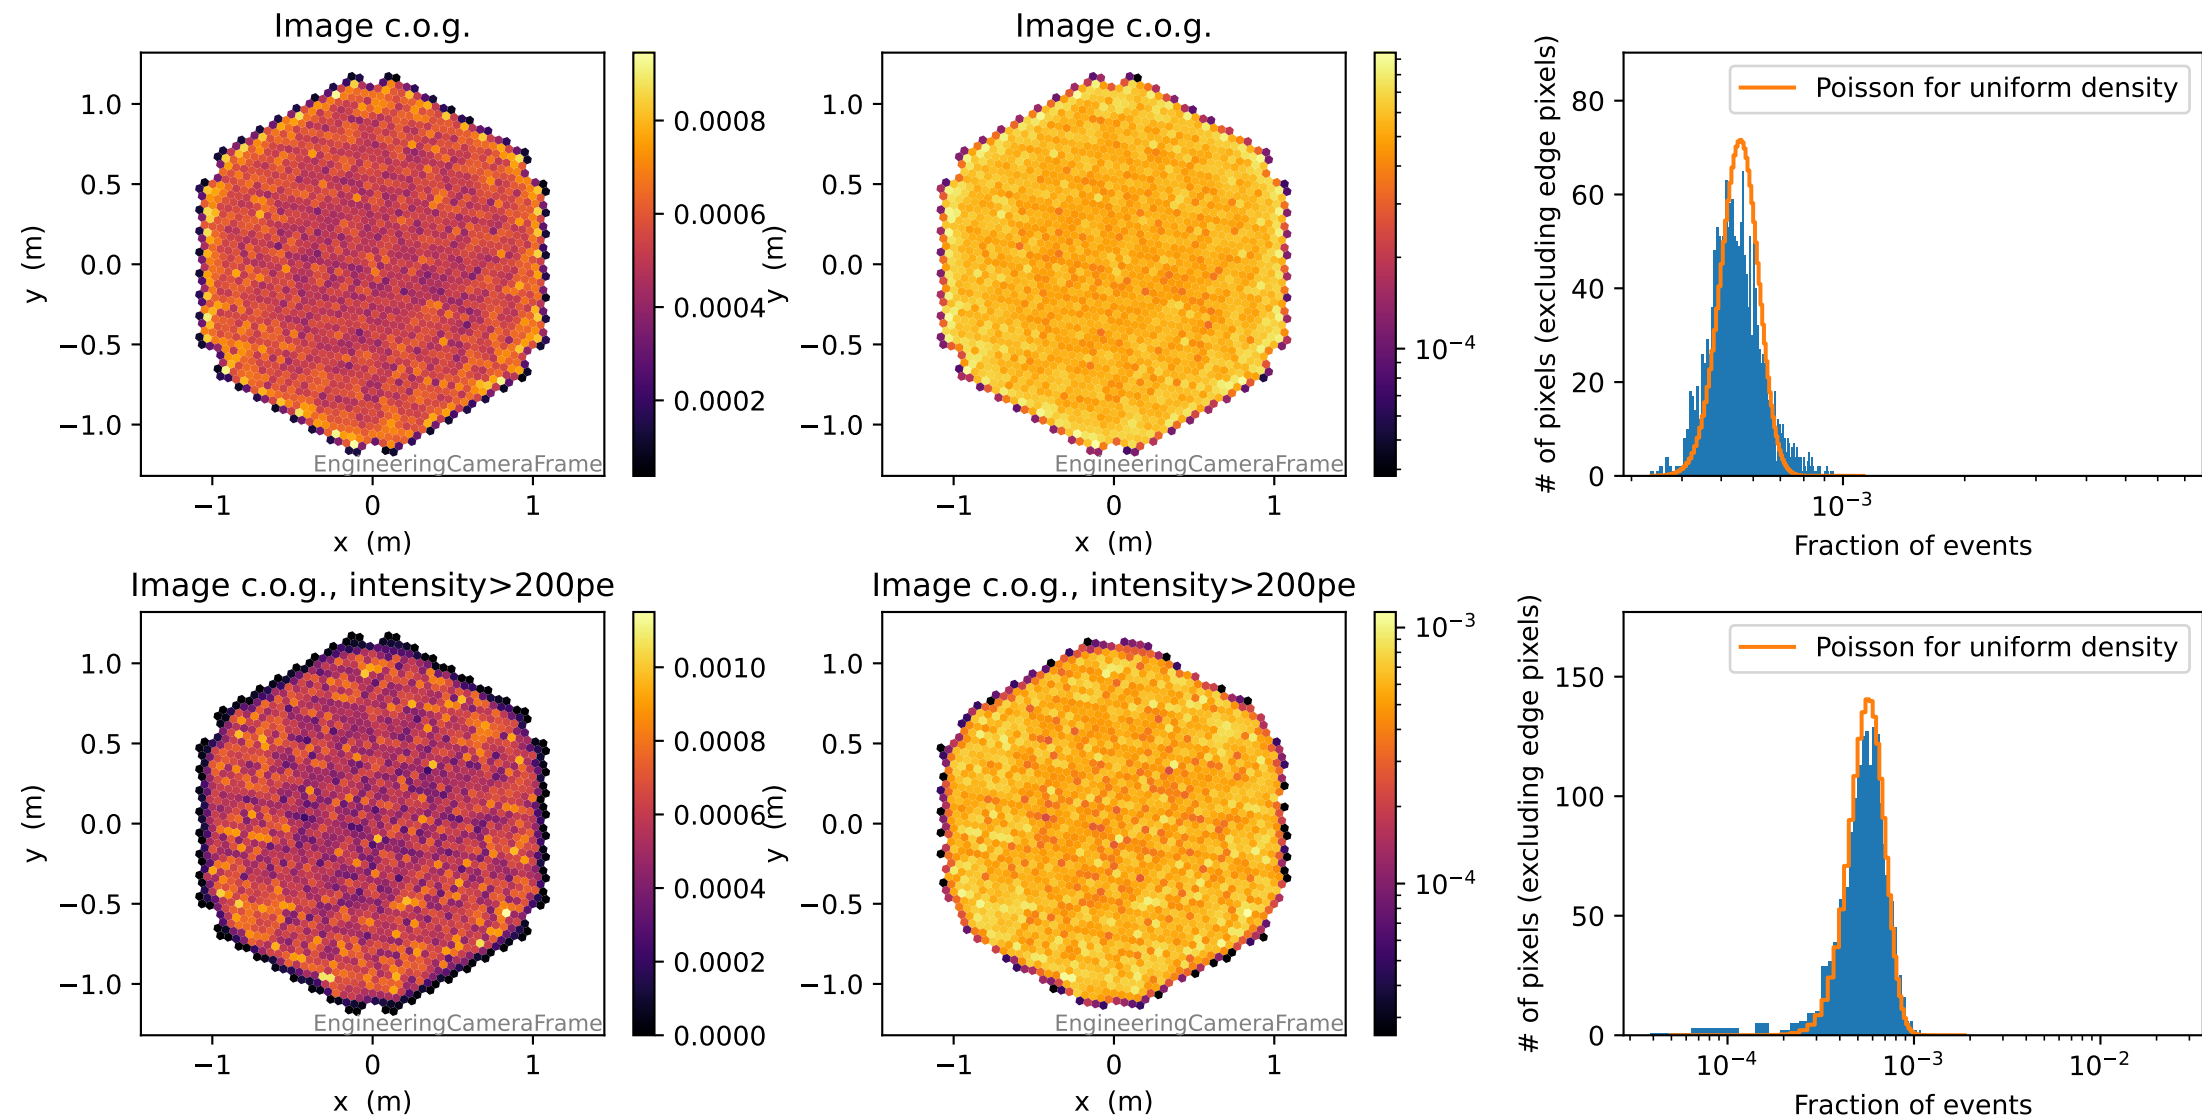 Image c.o.g.
1.0
0.5
0.0
−0.5
−1.0
y (m)
−1 0 1
x (m)
EngineeringCameraFrame
0.0008
0.0006
0.0004
0.0002
Image c.o.g.
1.0
0.5
0.0
−0.5
−1.0
y (m)
−1 0 1
x (m)
EngineeringCameraFrame
10⁻⁴
# of pixels (excluding edge pixels)
80
60
40
20
0
Poisson for uniform density
10⁻³
Fraction of events
Image c.o.g., intensity>200pe
1.0
0.5
0.0
−0.5
−1.0
y (m)
−1 0 1
x (m)
EngineeringCameraFrame
0.0010
0.0008
0.0006
0.0004
0.0002
0.0000
Image c.o.g., intensity>200pe
1.0
0.5
0.0
−0.5
−1.0
y (m)
−1 0 1
x (m)
EngineeringCameraFrame
10⁻³
10⁻⁴
# of pixels (excluding edge pixels)
150
100
50
0
Poisson for uniform density
10⁻⁴ 10⁻³ 10⁻²
Fraction of events